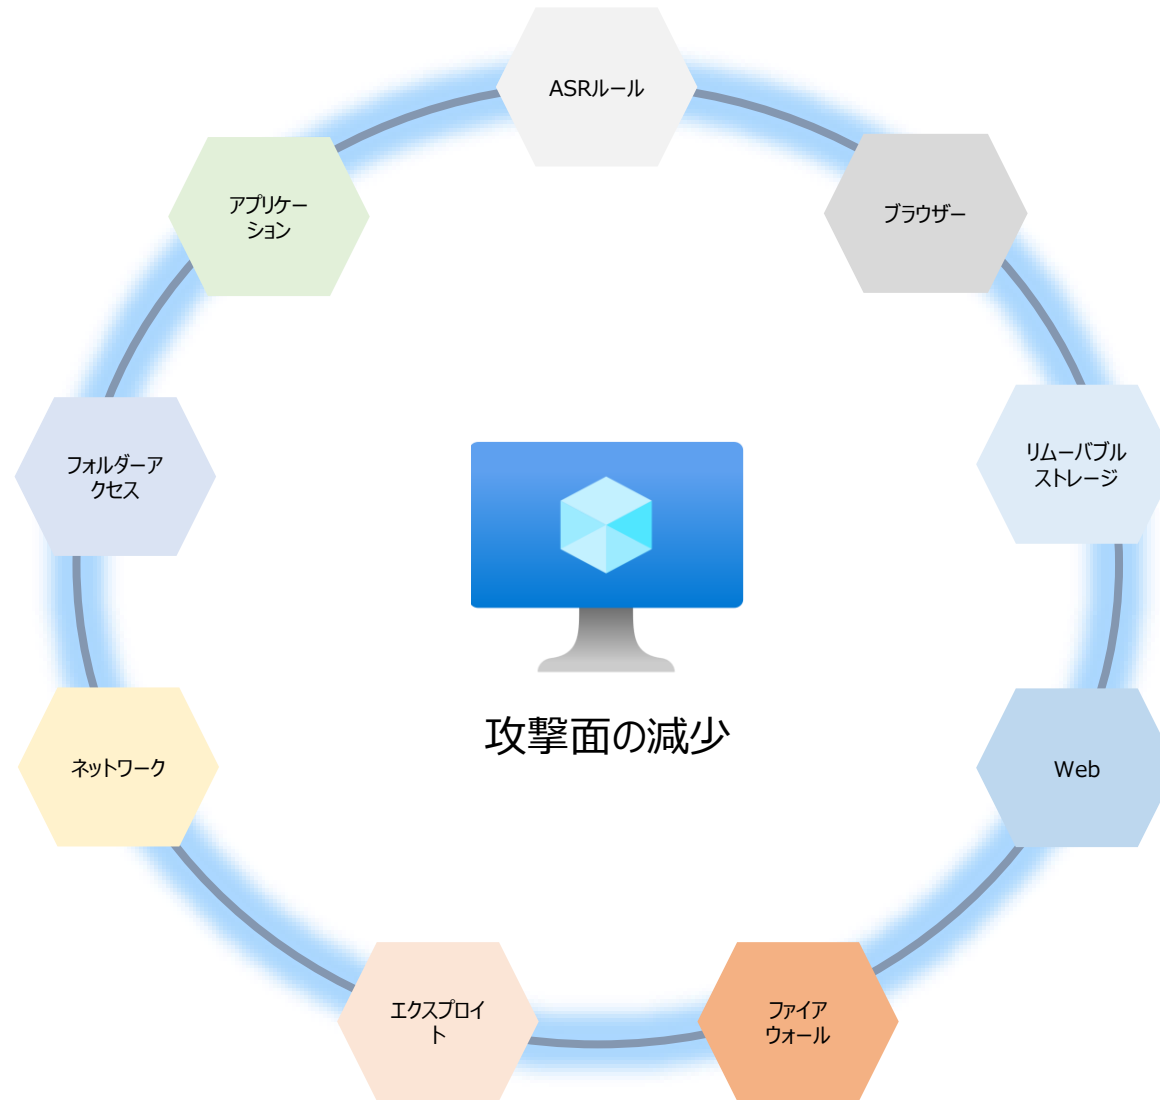 ASRルール
アプリケー
ション
ブラウザー
フォルダーア
クセス
リムーバブル
ストレージ
攻撃面の減少
ネットワーク
Web
エクスプロイ
ト
ファイア
ウォール